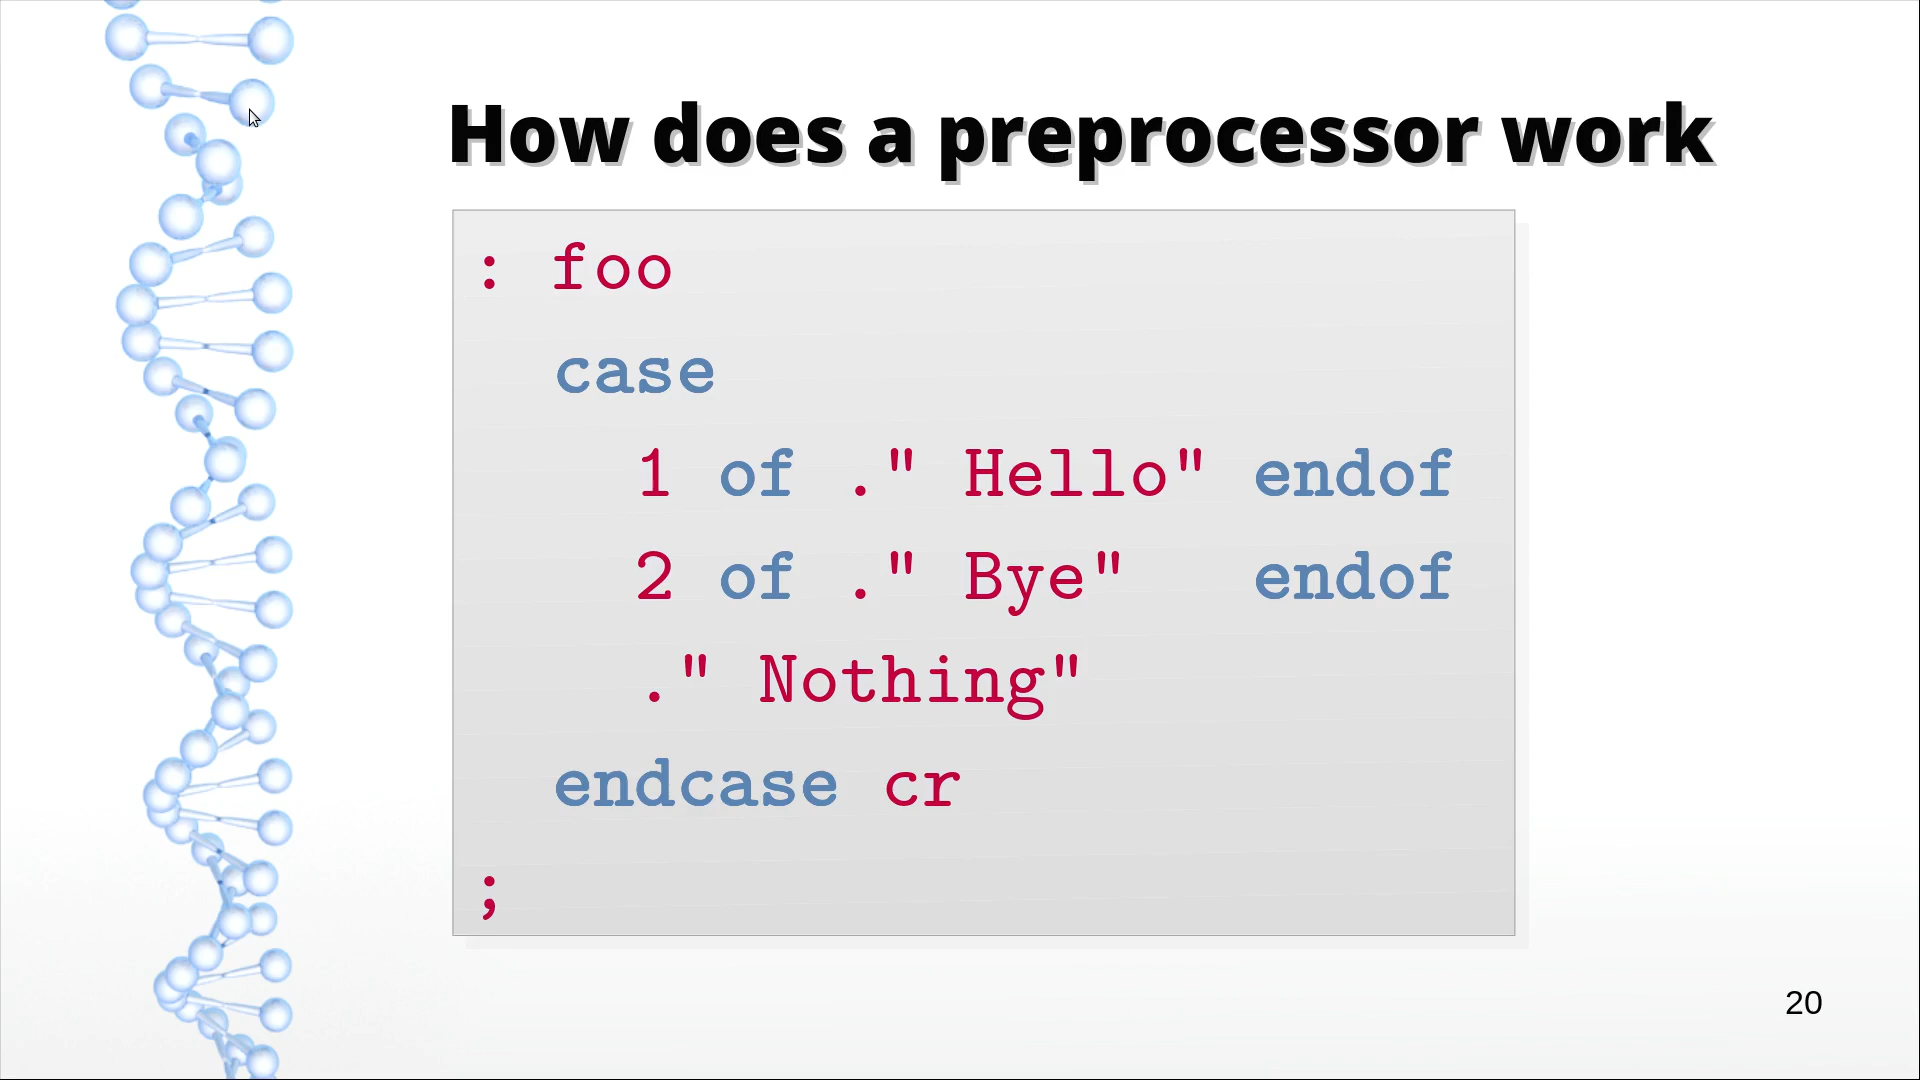 How does a preprocessor work
: foo
case
1 of ." Hello" endof
2 of ." Bye" endof
." Nothing"
endcase cr
;
20